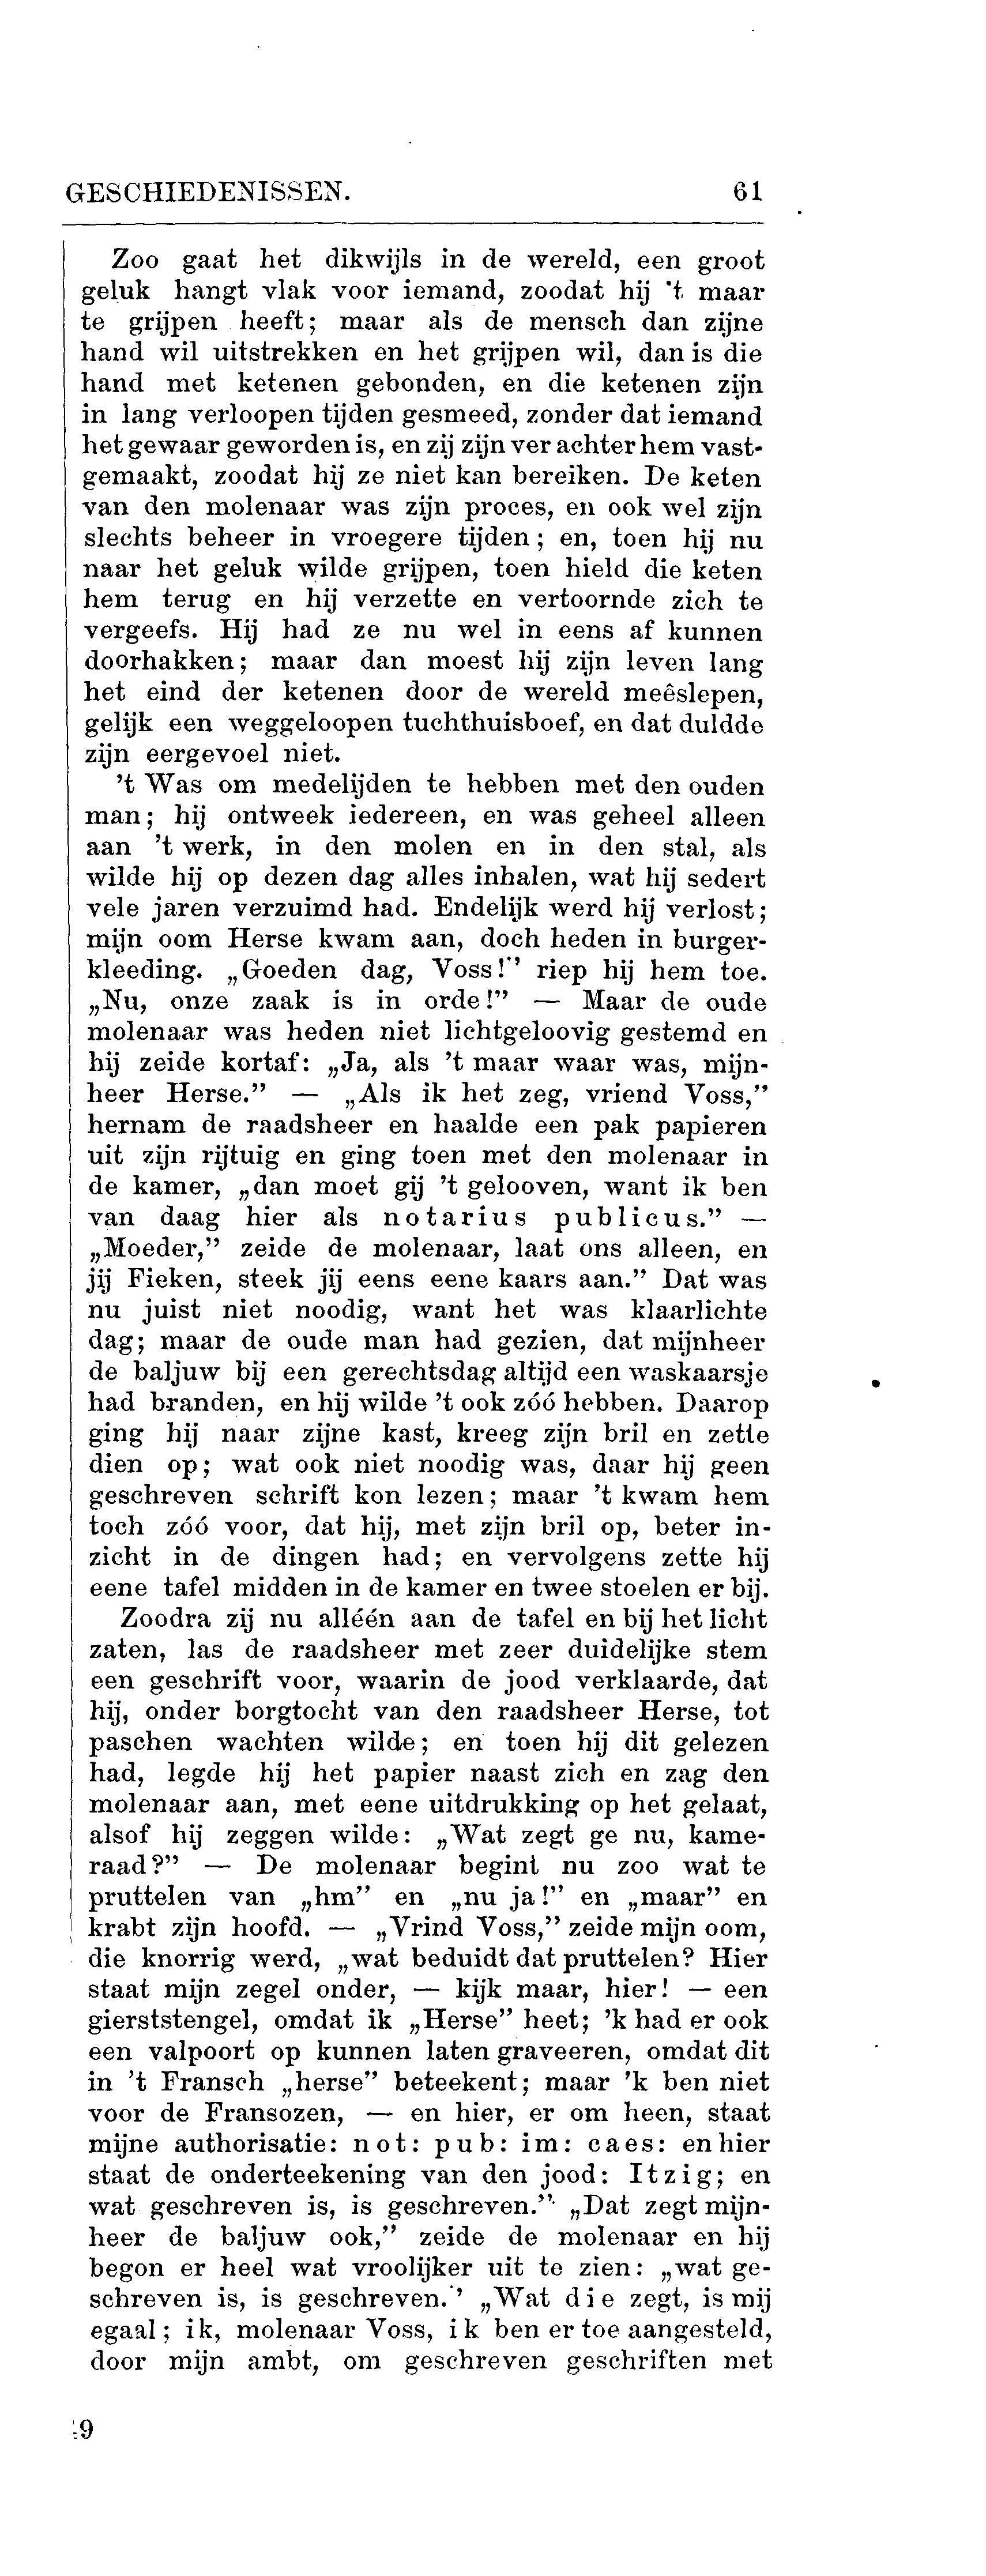 GESCHIEDENISSEN. 61
Zoo gaat het dikwijls in de wereld, een groot
geluk hangt vlak voor iemand, zoodat hij 't maar
te grijpen heeft; maar als de mensch dan zijne
hand wil uitstrekken en het grijpen wil, dan is die
hand met ketenen gebonden, en die ketenen zijn
in lang verloopen tijden gesmeed, zonder dat iemand
het gewaar geworden is, en zij zijn ver achter hem vast-
gemaakt, zoodat hij ze niet kan bereiken. De keten
van den molenaar was zijn proces, en ook wel zijn
slechts beheer in vroegere tijden; en, toen hij nu
naar het geluk wilde grijpen, toen hield die keten
hem terug en hij verzette en vertoornde zich te
vergeefs. Hij had ze nu wel in eens af kunnen
doorhakken; maar dan moest hij zijn leven lang
het eind der ketenen door de wereld meêslepen,
gelijk een weggeloopen tuchthuisboef, en dat duldde
zijn eergevoel niet.
't Was om medelijden te hebben met den ouden
man; hij ontweek iedereen, en was geheel alleen
aan 't werk, in den molen en in den stal, als
wilde hij op dezen dag alles inhalen, wat hij sedert
vele jaren verzuimd had. Endelijk werd hij verlost;
mijn oom Herse kwam aan, doch heden in burger-
kleeding. „Goeden dag, Voss!" riep hij hem toe.
„Nu, onze zaak is in orde!" — Maar de oude
molenaar was heden niet lichtgeloovig gestemd en
hij zeide kortaf: „Ja, als 't maar waar was, mijn-
heer Herse." — „Als ik het zeg, vriend Voss,"
hernam de raadsheer en haalde een pak papieren
uit zijn rijtuig en ging toen met den molenaar in
de kamer, „dan moet gij 't gelooven, want ik ben
van daag hier als notarius publicus." —
„Moeder," zeide de molenaar, laat ons alleen, en
jij Fieken, steek jij eens eene kaars aan." Dat was
nu juist niet noodig, want het was klaarlichte
dag; maar de oude man had gezien, dat mijnheer
de baljuw bij een gerechtsdag altijd een waskaarsje
had branden, en hij wilde 't ook zóó hebben. Daarop
ging hij naar zijne kast, kreeg zijn bril en zette
dien op; wat ook niet noodig was, daar hij geen
geschreven schrift kon lezen; maar 't kwam hem
toch zóó voor, dat hij, met zijn bril op, beter in-
zicht in de dingen had; en vervolgens zette hij
eene tafel midden in de kamer en twee stoelen er bij.
Zoodra zij nu alléén aan de tafel en bij het licht
zaten, las de raadsheer met zeer duidelijke stem
een geschrift voor, waarin de jood verklaarde, dat
hij, onder borgtocht van den raadsheer Herse, tot
paschen wachten wilde; en toen hij dit gelezen
had, legde hij het papier naast zich en zag den
molenaar aan, met eene uitdrukking op het gelaat,
alsof hij zeggen wilde: „Wat zegt ge nu, kame-
raad?" — De molenaar begint nu zoo wat te
pruttelen van „hm" en „nu ja!" en „maar" en
krabt zijn hoofd. — „Vrind Voss," zeide mijn oom,
die knorrig werd, „wat beduidt dat pruttelen? Hier
staat mijn zegel onder, — kijk maar, hier! — een
gierststengel, omdat ik „Herse" heet; 'k had er ook
een valpoort op kunnen laten graveeren, omdat dit
in 't Fransch „herse" beteekent; maar 'k ben niet
voor de Fransozen, — en hier, er om heen, staat
mijne authorisatie: not: pub: im: caes: en hier
staat de onderteekening van den jood: Itzig; en
wat geschreven is, is geschreven." „Dat zegt mijn-
heer de baljuw ook," zeide de molenaar en hij
begon er heel wat vroolijker uit te zien: „wat ge-
schreven is, is geschreven." „Wat die zegt, is mij
egaal; ik, molenaar Voss, ik ben er toe aangesteld,
door mijn ambt, om geschreven geschriften met
9